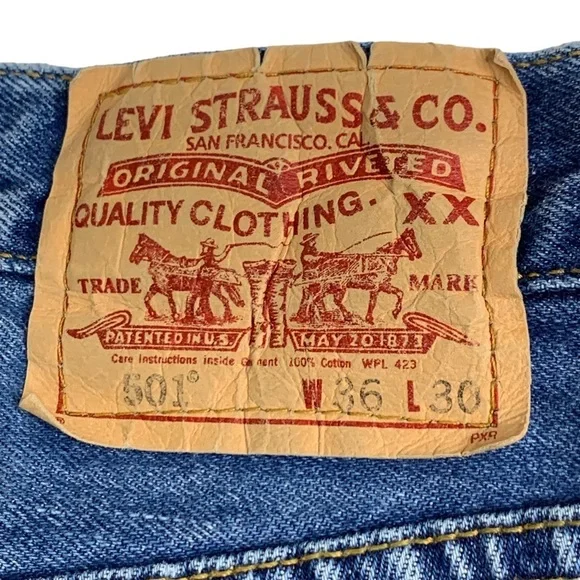 LEVI STRAUSS & CO.
SAN FRANCISCO. CAL
ORIGINAL RIVETED
QUALITY CLOTHING. XX
TRADE MARK
PATENTED IN U.S. MAY 20 1873
Care instructions inside Garment 100% Cotton WPL 423
501® W 36 L 30